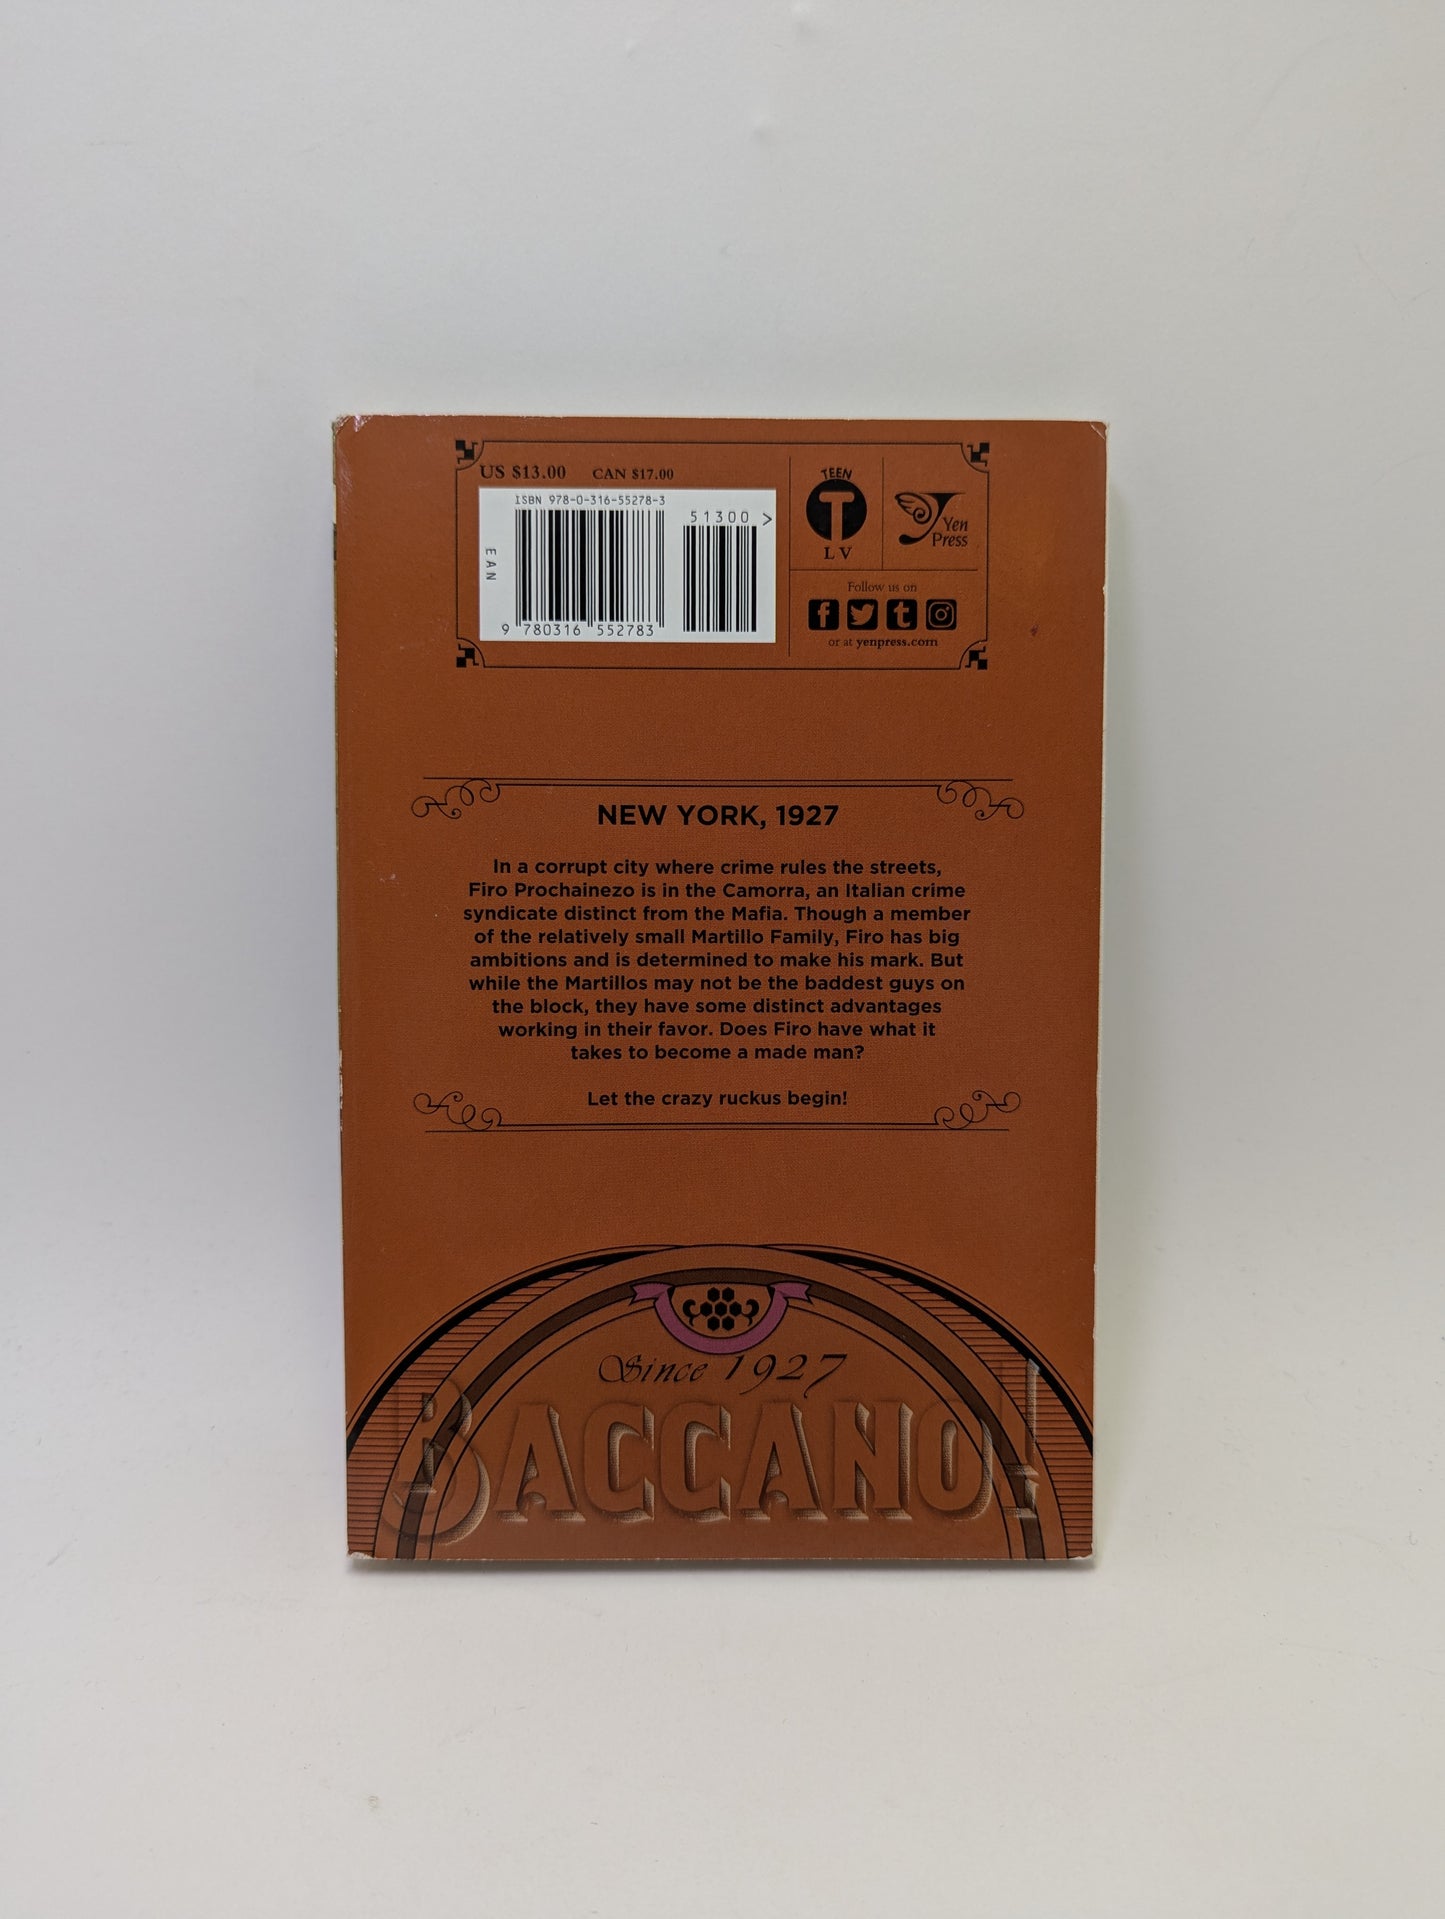 US $13.00 CAN $17.00
ISBN 978-0-316-55278-3
51300 >
EAN
9 780316 552783
TEEN
T
LV
Yen
Press
Follow us on
or at yenpress.com
NEW YORK, 1927
In a corrupt city where crime rules the streets,
Firo Prochainezo is in the Camorra, an Italian crime
syndicate distinct from the Mafia. Though a member
of the relatively small Martillo Family, Firo has big
ambitions and is determined to make his mark. But
while the Martillos may not be the baddest guys on
the block, they have some distinct advantages
working in their favor. Does Firo have what it
takes to become a made man?
Let the crazy ruckus begin!
Since 1927
BACCANO!